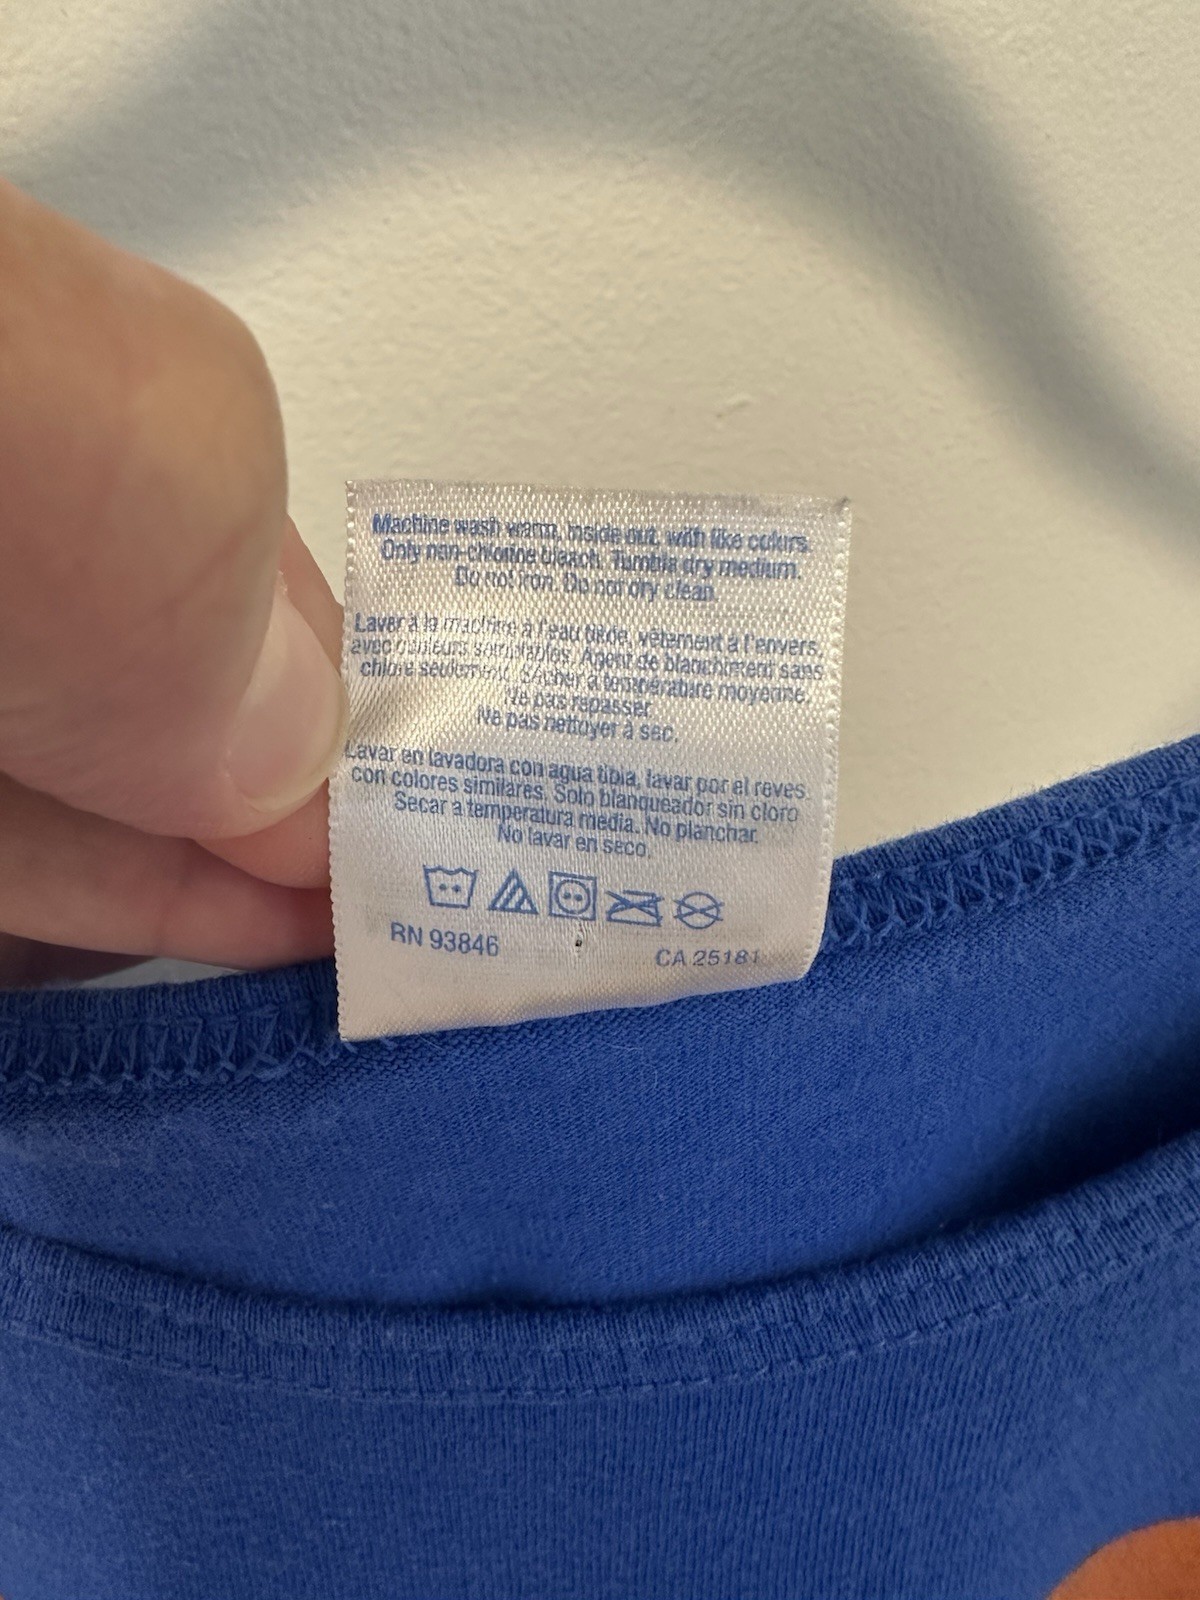 Machine wash warm, inside out, with like colors.
Only non-chlorine bleach. Tumble dry medium.
Do not iron. Do not dry clean.
Laver à la machine à l'eau tiède, vêtement à l'envers,
avec couleurs semblables. Agent de blanchiment sans
chlore seulement. Sécher à température moyenne.
Ne pas repasser.
Ne pas nettoyer à sec.
Lavar en lavadora con agua tibia, lavar por el reves
con colores similares. Solo blanqueador sin cloro
Secar a temperatura media. No planchar.
No lavar en seco.
RN 93846 CA 25181